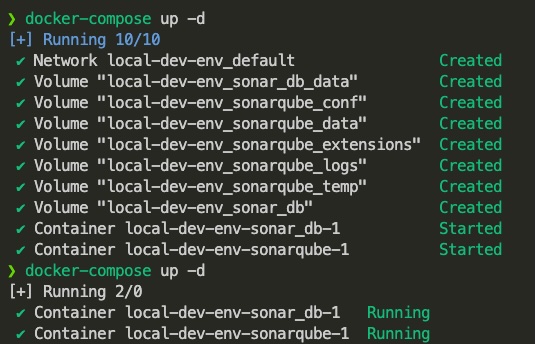 ❯ docker-compose up -d
[+] Running 10/10
✔ Network local-dev-env_default Created
✔ Volume "local-dev-env_sonar_db_data" Created
✔ Volume "local-dev-env_sonarqube_conf" Created
✔ Volume "local-dev-env_sonarqube_data" Created
✔ Volume "local-dev-env_sonarqube_extensions" Created
✔ Volume "local-dev-env_sonarqube_logs" Created
✔ Volume "local-dev-env_sonarqube_temp" Created
✔ Volume "local-dev-env_sonar_db" Created
✔ Container local-dev-env-sonar_db-1 Started
✔ Container local-dev-env-sonarqube-1 Started
❯ docker-compose up -d
[+] Running 2/0
✔ Container local-dev-env-sonar_db-1 Running
✔ Container local-dev-env-sonarqube-1 Running